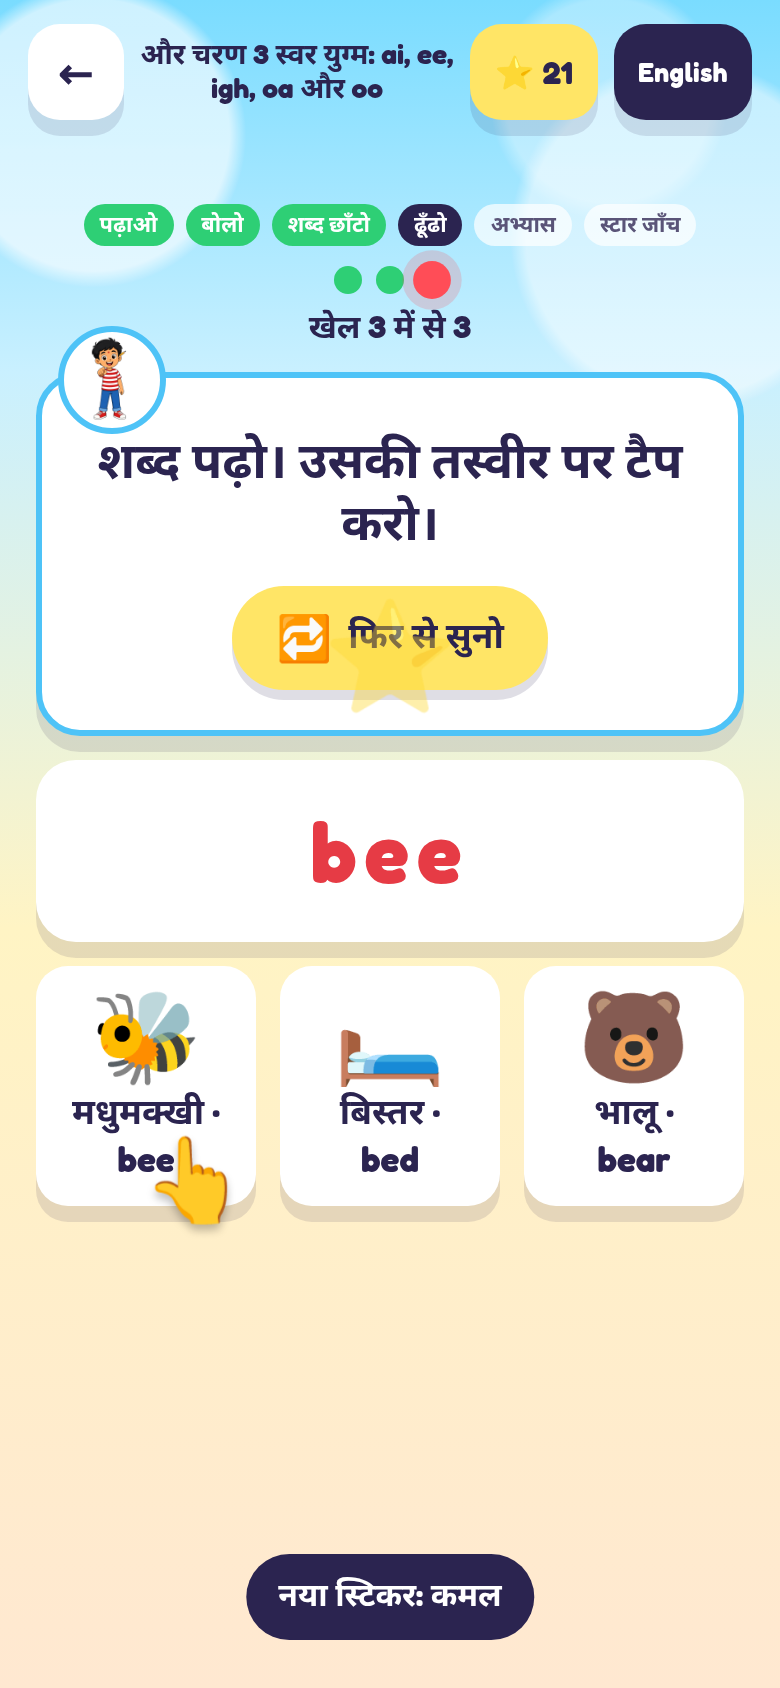 ←
और चरण 3 स्वर युग्म: ai, ee,
igh, oa और oo
21
English
पढ़ाओ
बोलो
शब्द छाँटो
ढूँढो
अभ्यास
स्टार जाँच
खेल 3 में से 3
शब्द पढ़ो। उसकी तस्वीर पर टैप
करो।
फिर से सुनो
bee
मधुमक्खी ·
bee
बिस्तर ·
bed
भालू ·
bear
नया स्टिकर: कमल